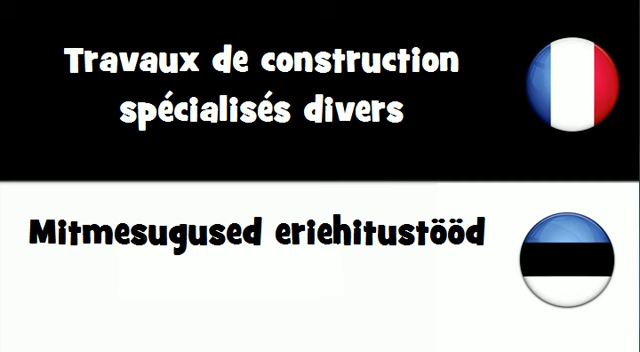 Travaux de construction
spécialisés divers
Mitmesugused eriehitustööd